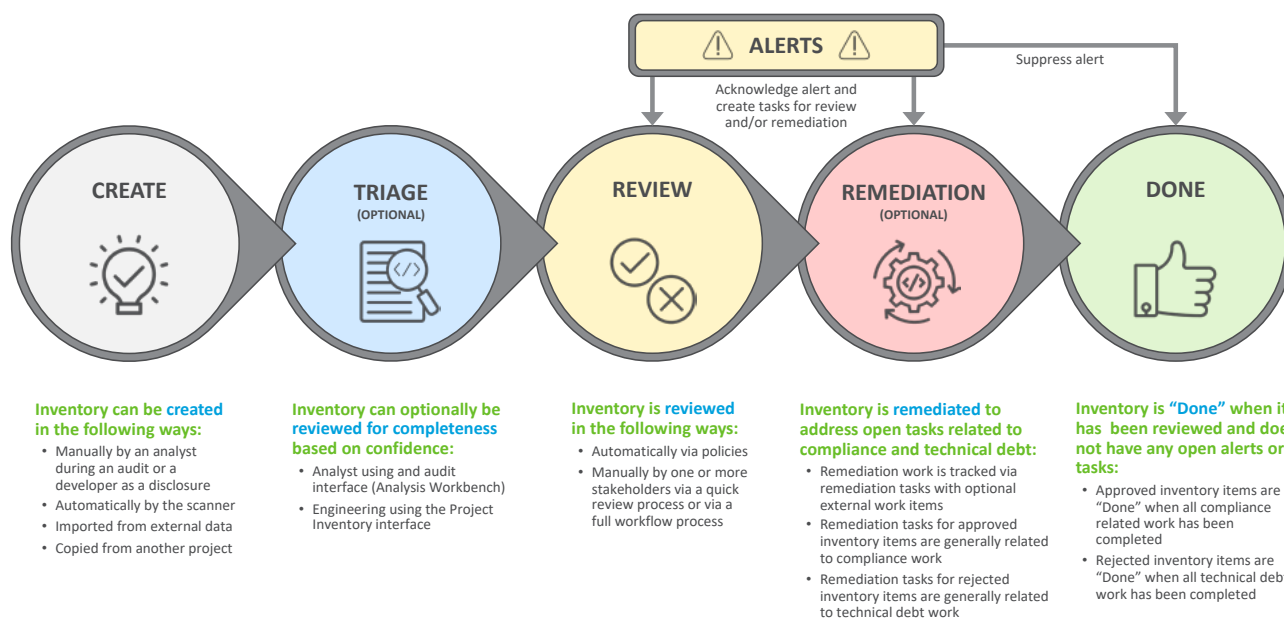 ALERTS
Suppress alert
Acknowledge alert and
create tasks for review
and/or remediation
CREATE
TRIAGE
(OPTIONAL)
REVIEW
REMEDIATION
(OPTIONAL)
DONE
</>
</>
Inventory can be created
in the following ways:
• Manually by an analyst
during an audit or a
developer as a disclosure
• Automatically by the scanner
• Imported from external data
• Copied from another project
Inventory can optionally be
reviewed for completeness
based on confidence:
• Analyst using and audit
interface (Analysis Workbench)
• Engineering using the Project
Inventory interface
Inventory is reviewed
in the following ways:
• Automatically via policies
• Manually by one or more
stakeholders via a quick
review process or via a
full workflow process
Inventory is remediated to
address open tasks related to
compliance and technical debt:
• Remediation work is tracked via
remediation tasks with optional
external work items
• Remediation tasks for approved
inventory items are generally related
to compliance work
• Remediation tasks for rejected
inventory items are generally related
to technical debt work
Inventory is “Done” when it
has been reviewed and doe
not have any open alerts or
tasks:
• Approved inventory items are
“Done” when all compliance
related work has been
completed
• Rejected inventory items are
“Done” when all technical debt
work has been completed